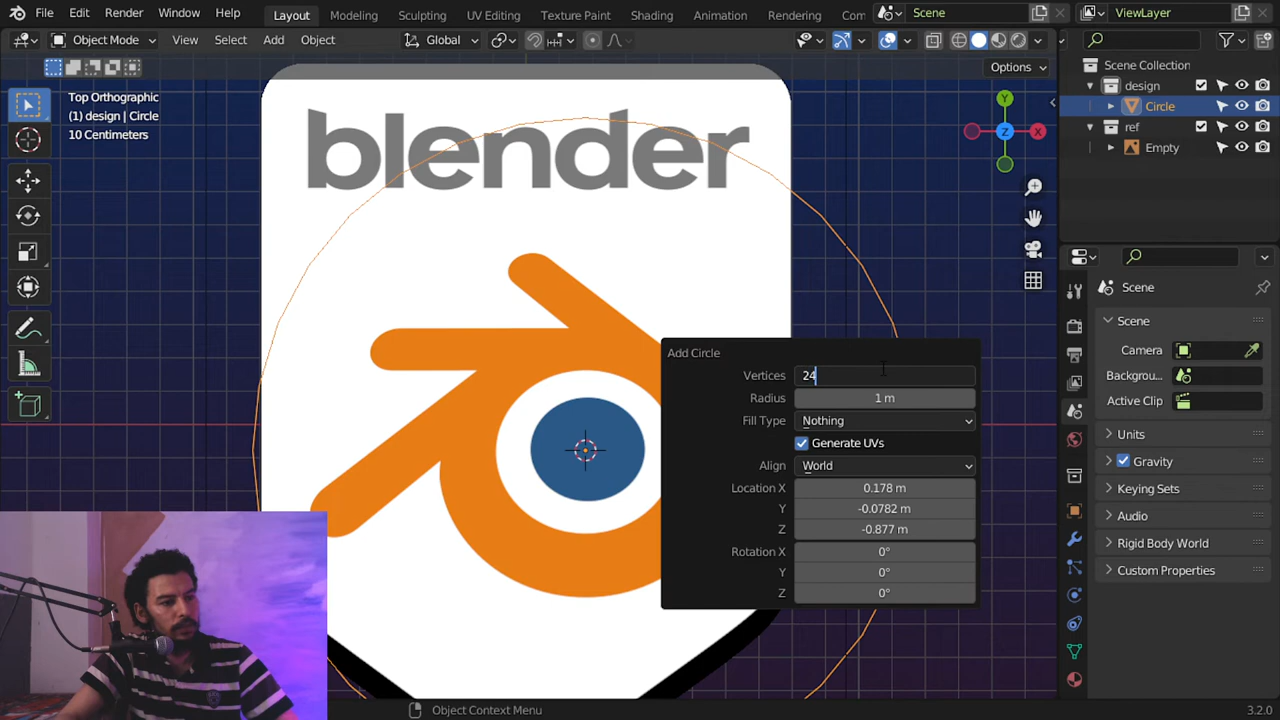 File Edit Render Window Help Layout Modeling Sculpting UV Editing Texture Paint Shading Animation Rendering Com Scene ViewLayer
Object Mode View Select Add Object Global
Options
Top Orthographic
(1) design | Circle
10 Centimeters
blender
Y
Z
X
Add Circle
Vertices 24
Radius 1 m
Fill Type Nothing
Generate UVs
Align World
Location X 0.178 m
Y -0.0782 m
Z -0.877 m
Rotation X 0°
Y 0°
Z 0°
Scene Collection
design
Circle
ref
Empty
Scene
Scene
Camera
Backgrou...
Active Clip
Units
Gravity
Keying Sets
Audio
Rigid Body World
Custom Properties
Object Context Menu
3.2.0